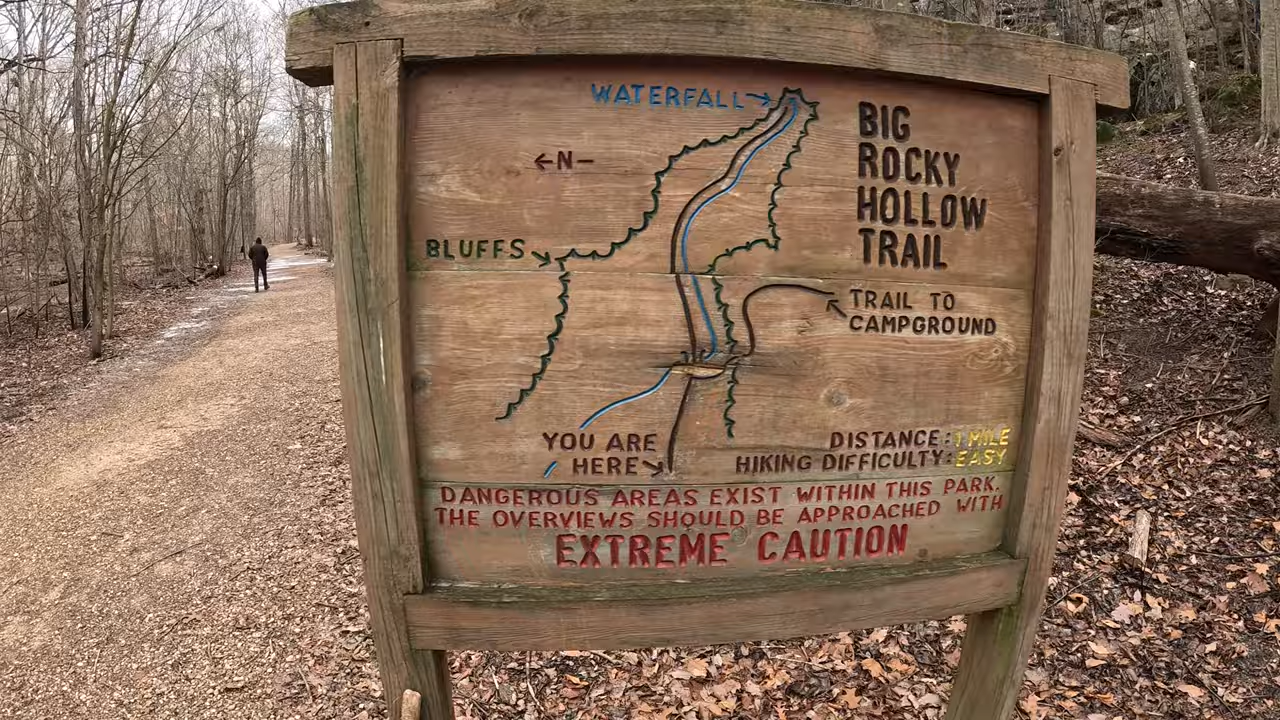 WATERFALL
BIG
ROCKY
HOLLOW
TRAIL
N
BLUFFS
TRAIL TO
CAMPGROUND
YOU ARE
HERE
DISTANCE: 1 MILE
HIKING DIFFICULTY: EASY
DANGEROUS AREAS EXIST WITHIN THIS PARK.
THE OVERVIEWS SHOULD BE APPROACHED WITH
EXTREME CAUTION